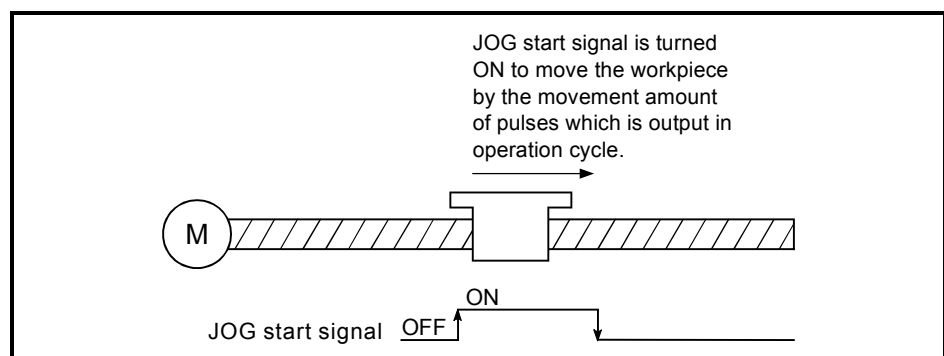 JOG start signal is turned
ON to move the workpiece
by the movement amount
of pulses which is output in
operation cycle.
M
ON
JOG start signal OFF